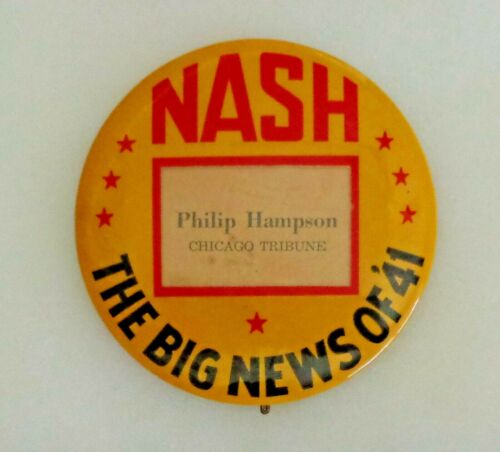 NASH
Philip Hampson
CHICAGO TRIBUNE
THE BIG NEWS OF '41